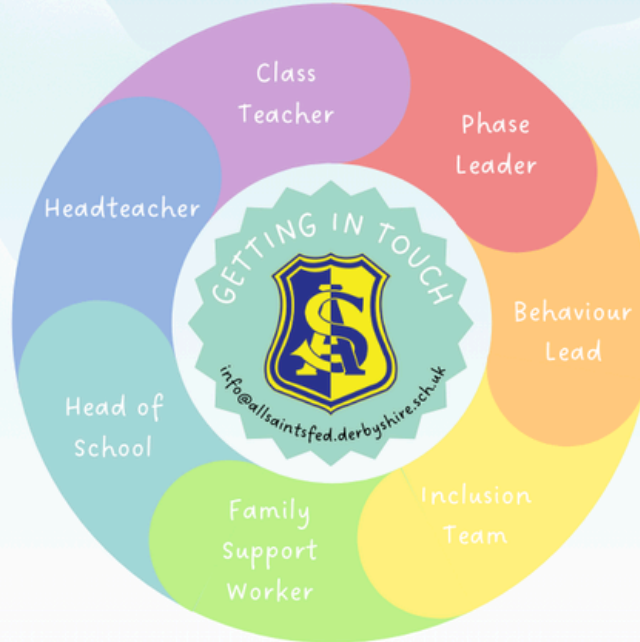 Class
Teacher
Phase
Leader
Behaviour
Lead
Inclusion
Team
Family
Support
Worker
Head of
School
Headteacher
GETTING IN TOUCH
AS
info@allsaintsfed.derbyshire.sch.uk